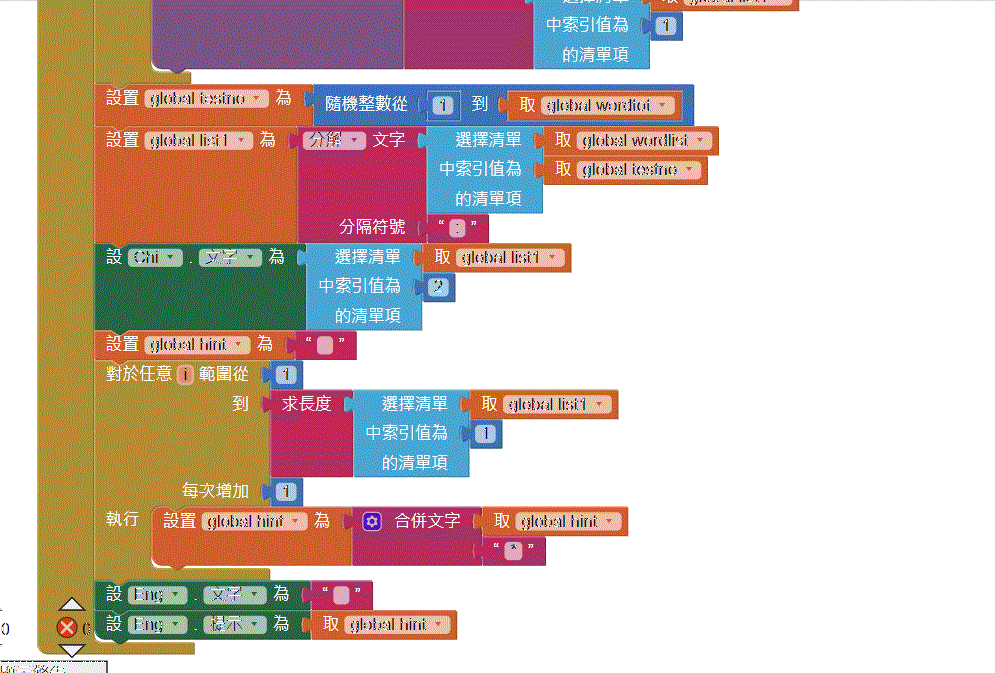 中索引值為 1
的清單項
設置 global testno 為 隨機整數從 1 到 取 global wordlist
設置 global list1 為 分解 文字 選擇清單 取 global wordlist
中索引值為 取 global testno
的清單項
分隔符號 “ : ”
設 Chi . 文字 為 選擇清單 取 global list1
中索引值為 2
的清單項
設置 global hint 為 “ ”
對於任意 i 範圍從 1
到 求長度 選擇清單 取 global list1
中索引值為 1
的清單項
每次增加 1
執行 設置 global hint 為 合併文字 取 global hint
“ * ”
設 Eng . 文字 為 “ ”
設 Eng . 提示 為 取 global hint